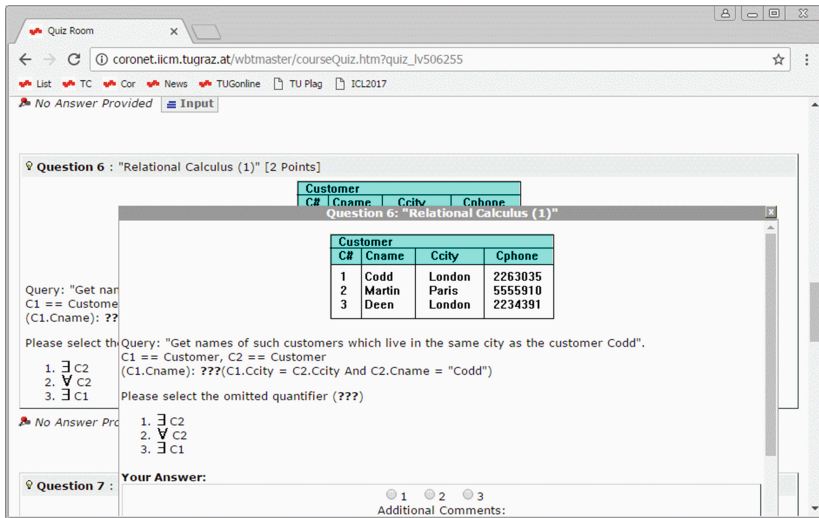 Quiz Room
coronet.iicm.tugraz.at/wbtmaster/courseQuiz.htm?quiz_lv506255
List TC Cor News TUGonline TU Plag ICL2017
No Answer Provided Input
Question 6 : "Relational Calculus (1)" [2 Points]
Customer
C# Cname Ccity Cphone
Query: "Get nam
C1 == Custome
(C1.Cname): ??
Please select th
1. ∃ C2
2. ∀ C2
3. ∃ C1
No Answer Pro
Question 7 :
Question 6: "Relational Calculus (1)"
Customer
C# Cname Ccity Cphone
1 Codd London 2263035
2 Martin Paris 5555910
3 Deen London 2234391
Query: "Get names of such customers which live in the same city as the customer Codd".
C1 == Customer, C2 == Customer
(C1.Cname): ???(C1.Ccity = C2.Ccity And C2.Cname = "Codd")
Please select the omitted quantifier (???)
1. ∃ C2
2. ∀ C2
3. ∃ C1
Your Answer:
1 2 3
Additional Comments: